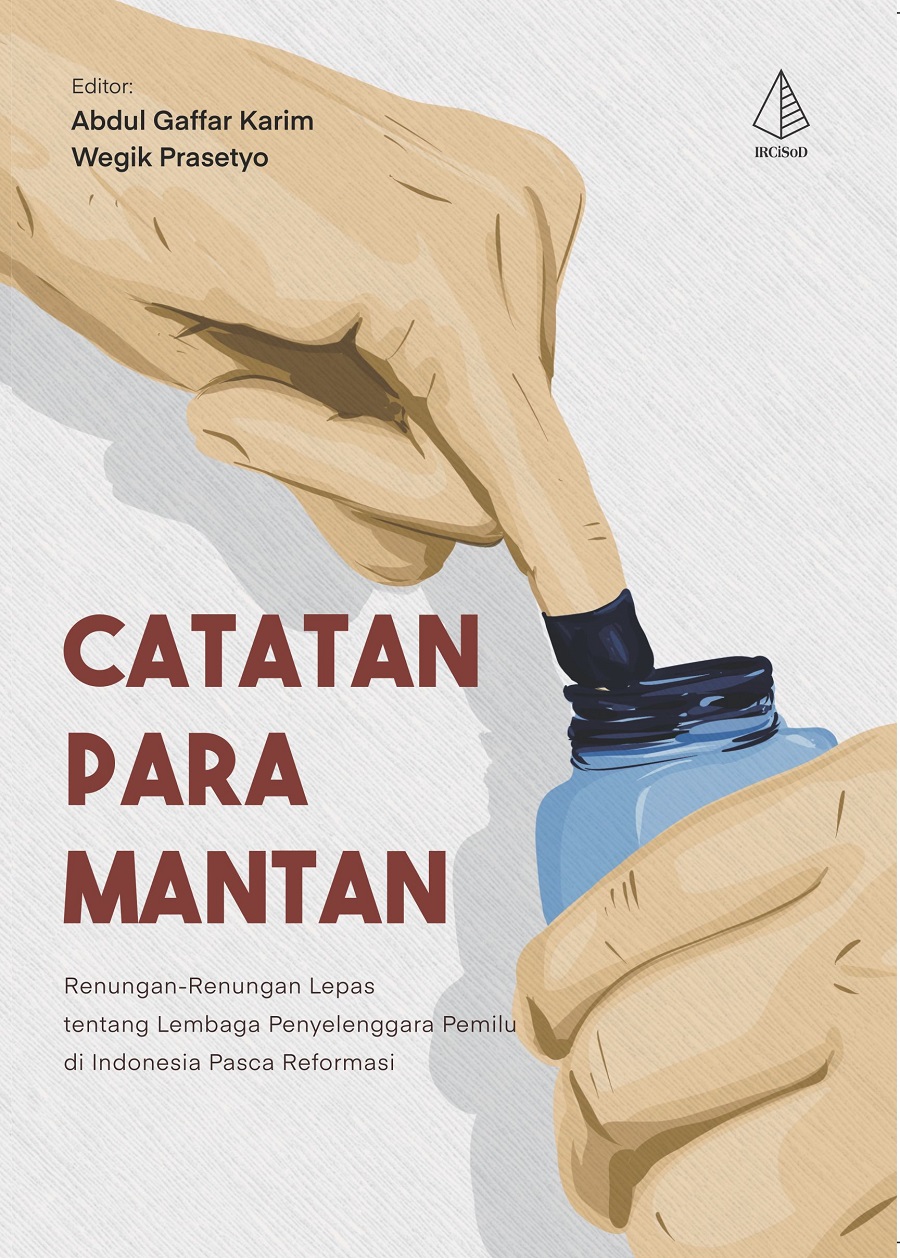 Editor:
Abdul Gaffar Karim
Wegik Prasetyo
IRCiSoD
CATATAN
PARA
MANTAN
Renungan-Renungan Lepas
tentang Lembaga Penyelenggara Pemilu
di Indonesia Pasca Reformasi